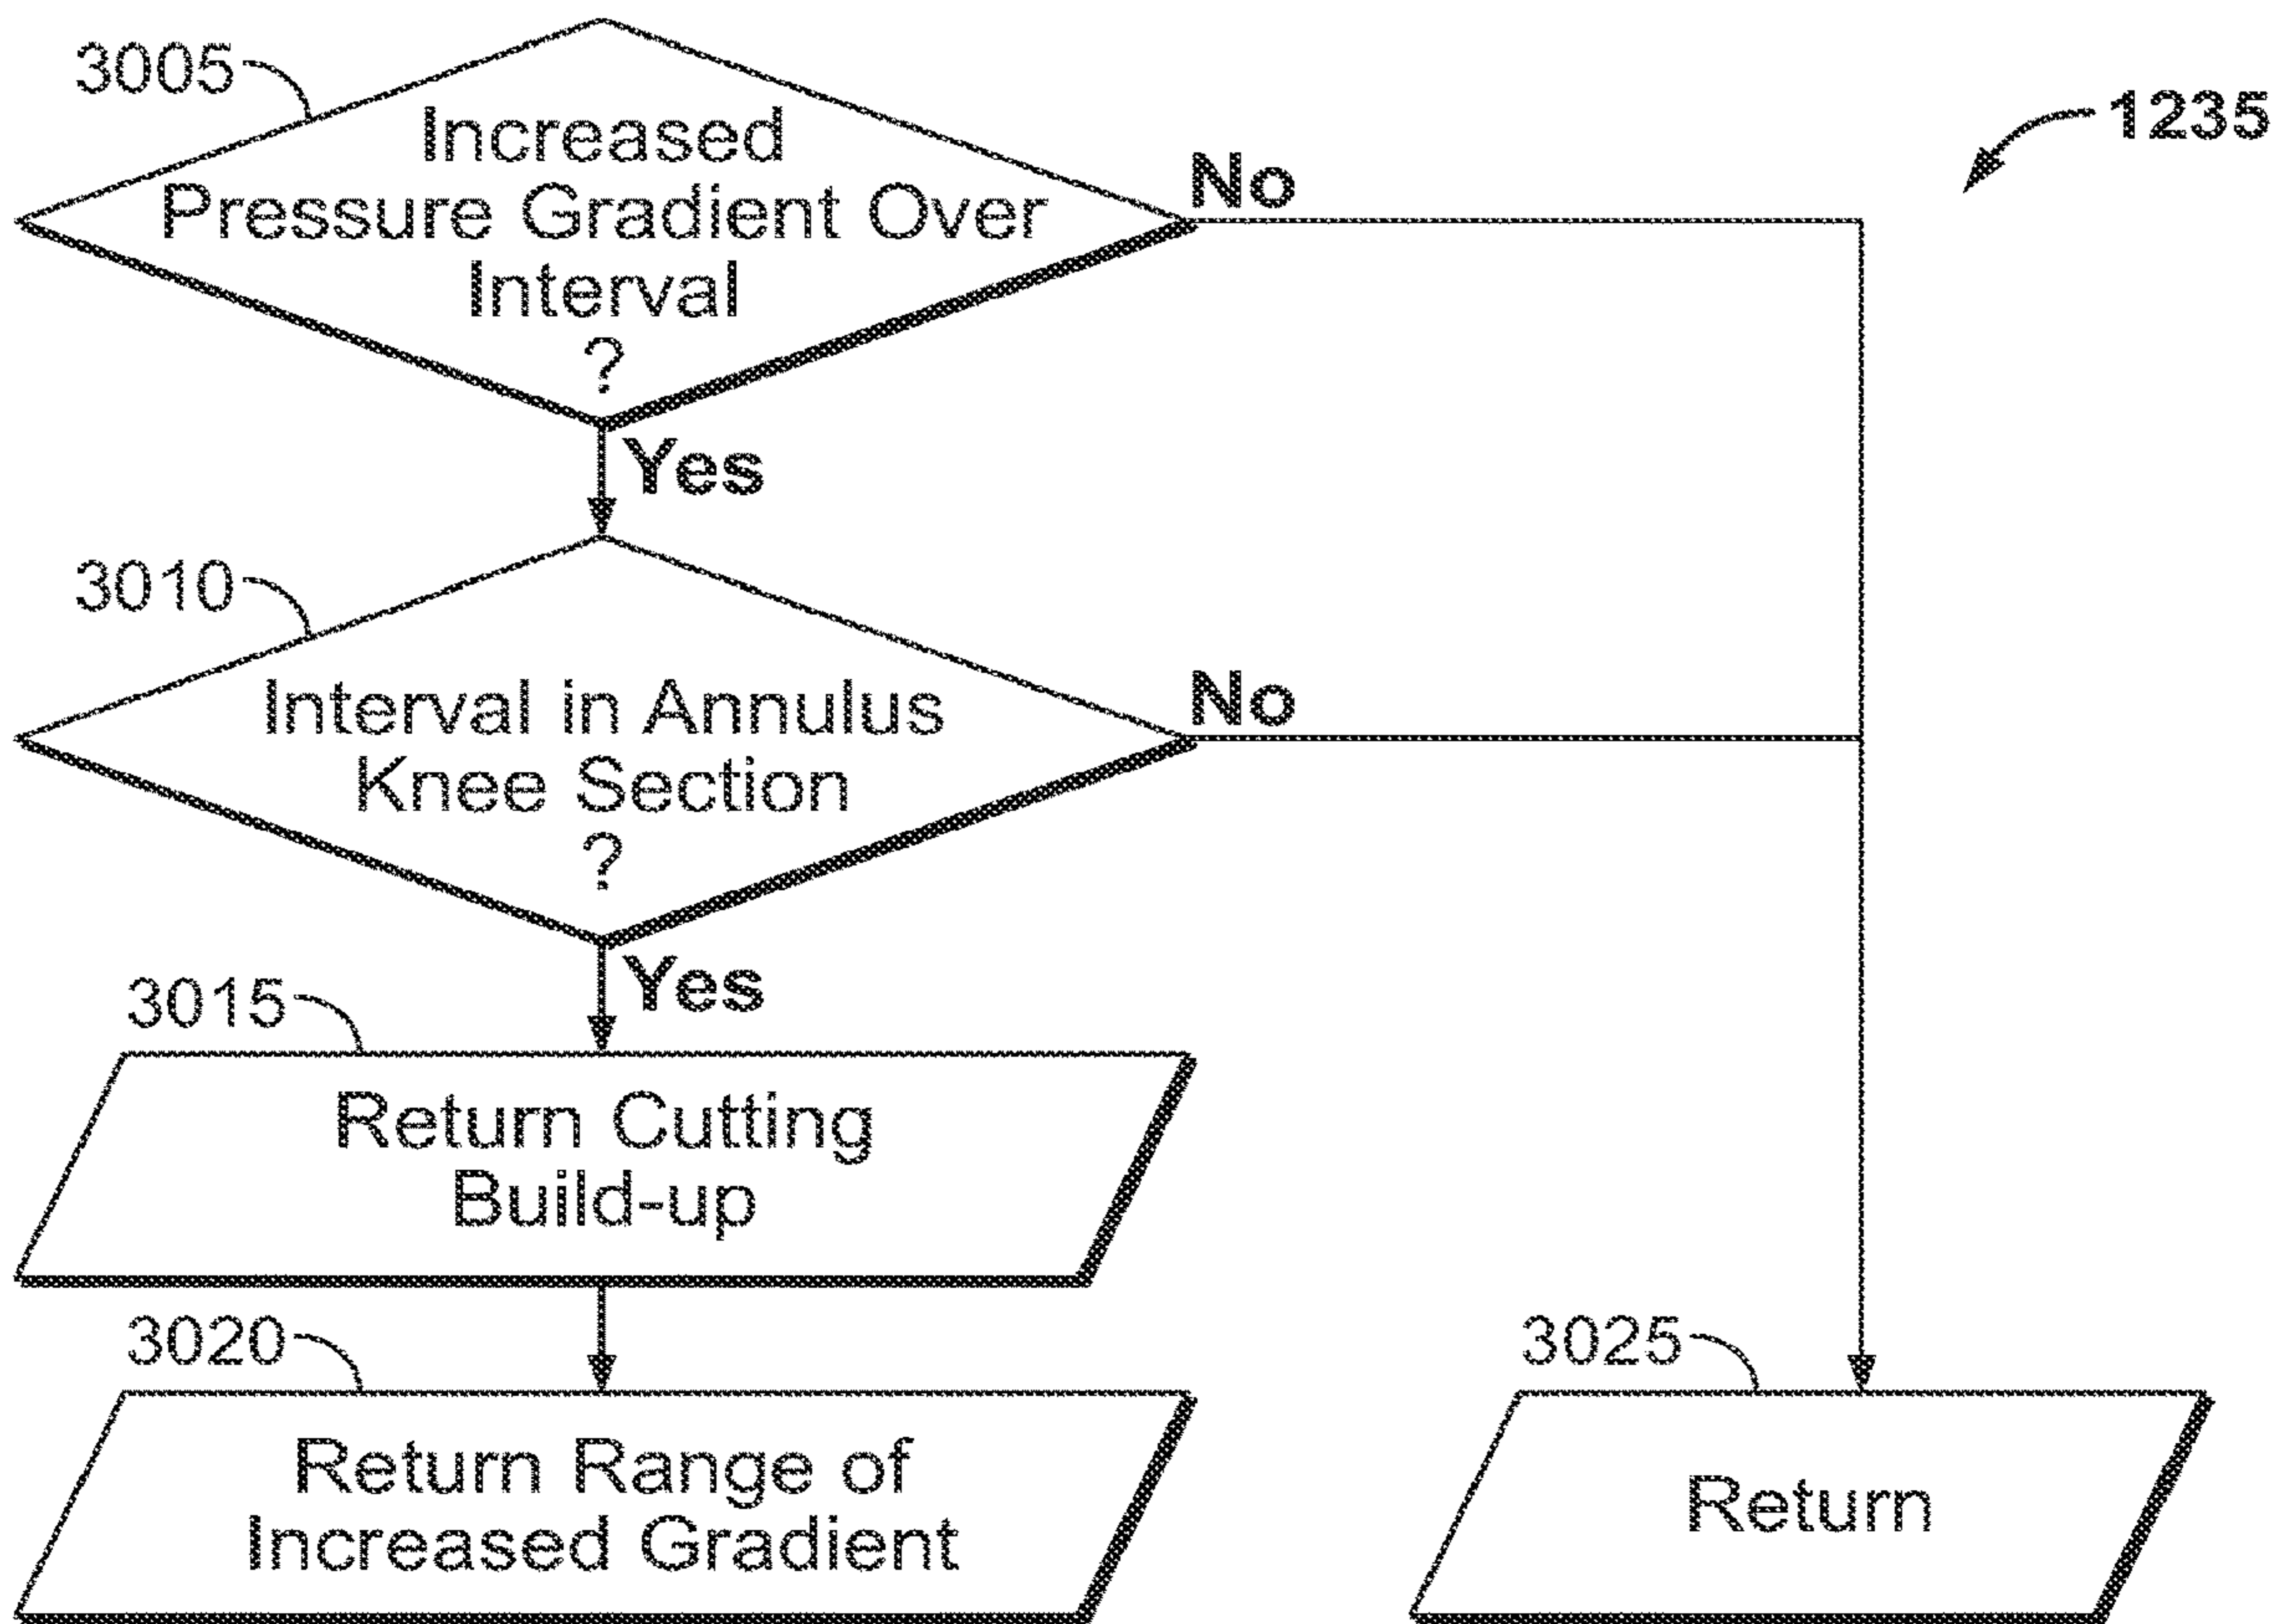 3005
Increased
Pressure Gradient Over
Interval
?
No
1235
Yes
3010
Interval in Annulus
Knee Section
?
No
Yes
3015
Return Cutting
Build-up
3020
Return Range of
Increased Gradient
3025
Return